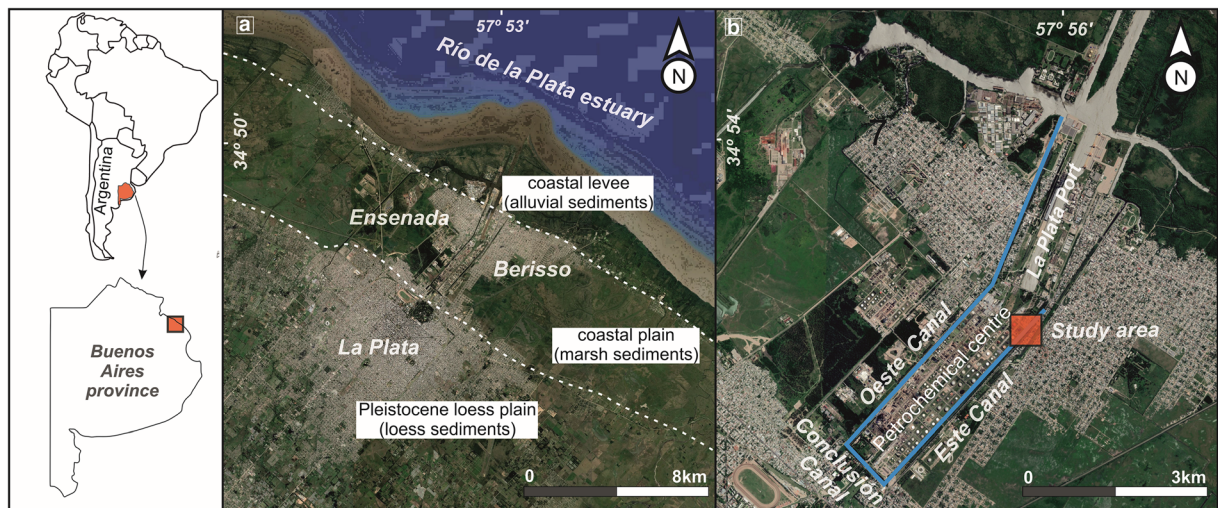 Argentina
Buenos
Aires
province
a
57º 53'
N
34º 50'
Río de la Plata estuary
coastal levee
(alluvial sediments)
Ensenada
Berisso
coastal plain
(marsh sediments)
La Plata
Pleistocene loess plain
(loess sediments)
0
8km
b
57º 56'
N
34º 54'
La Plata Port
Study area
Oeste Canal
Petrochemical centre
Este Canal
Conclusión
Canal
0
3km